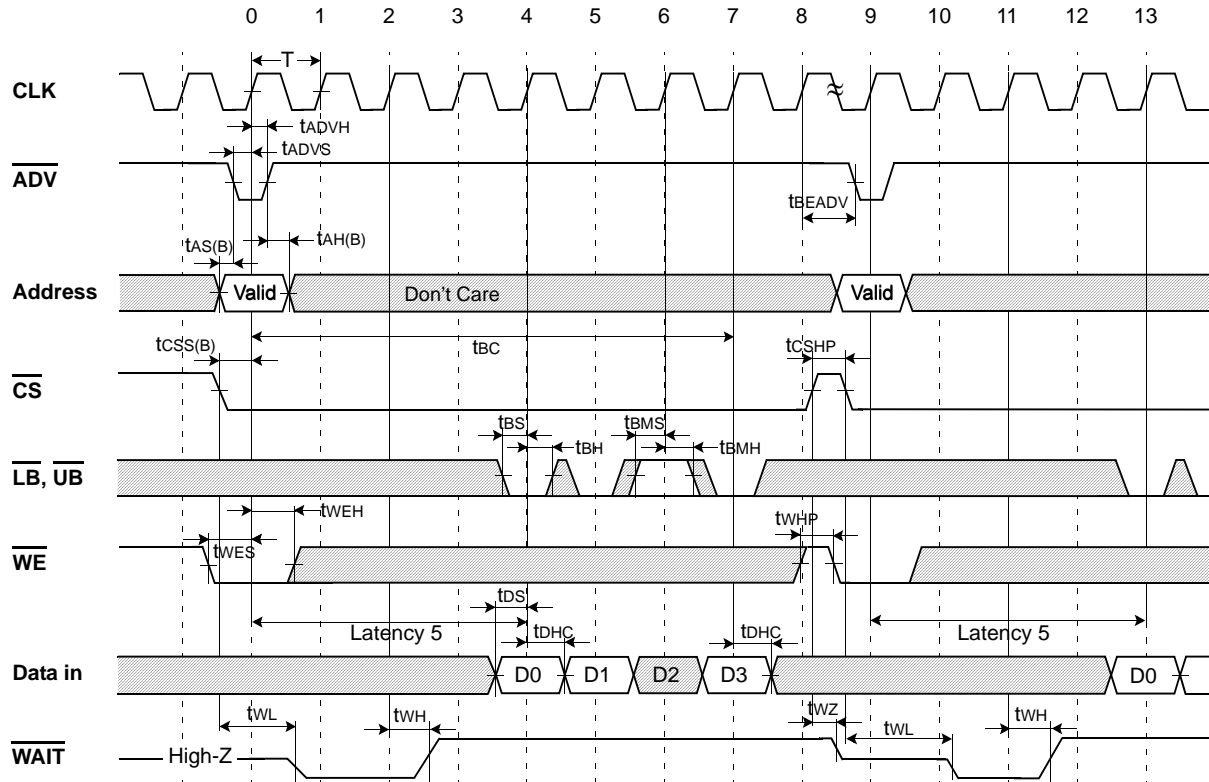 0 1 2 3 4 5 6 7 8 9 10 11 12 13
T
CLK
≈
tADVH
tADVS
ADV
tBEADV
tAS(B) tAH(B)
Address Valid Don't Care Valid
tCSS(B) tBC tCSHP
CS
tBS tBMS
tBH tBMH
LB, UB
tWEH tWHP
tWES
WE
tDS
Latency 5 tDHC tDHC Latency 5
Data in D0 D1 D2 D3 D0
tWL tWH tWZ tWL tWH
WAIT High-Z